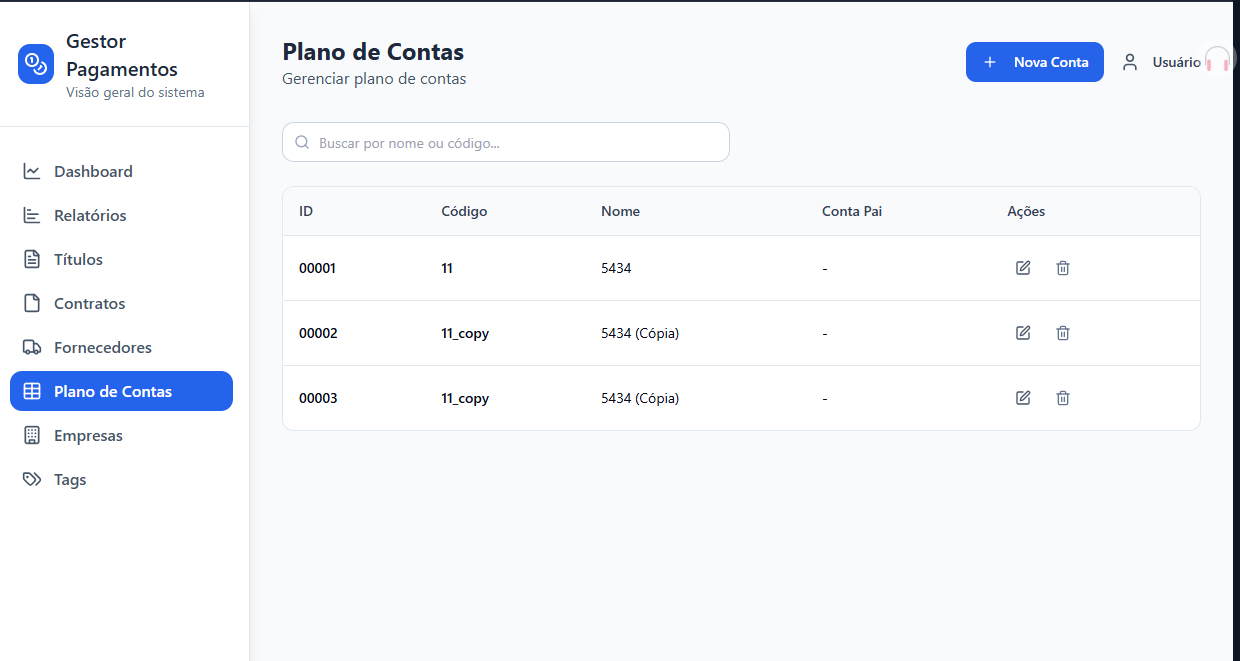 Gestor
Pagamentos
Visão geral do sistema
Dashboard
Relatórios
Títulos
Contratos
Fornecedores
Plano de Contas
Empresas
Tags
Plano de Contas
Gerenciar plano de contas
Nova Conta
Usuário
Buscar por nome ou código...
ID Código Nome Conta Pai Ações
00001 11 5434 -
00002 11_copy 5434 (Cópia) -
00003 11_copy 5434 (Cópia) -